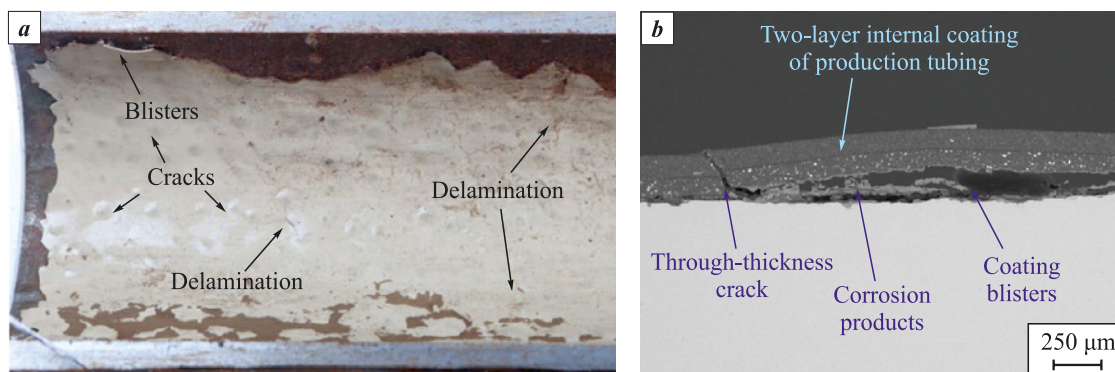 a
Blisters
Cracks
Delamination
Delamination
b
Two-layer internal coating
of production tubing
Through-thickness
crack
Corrosion
products
Coating
blisters
250 μm